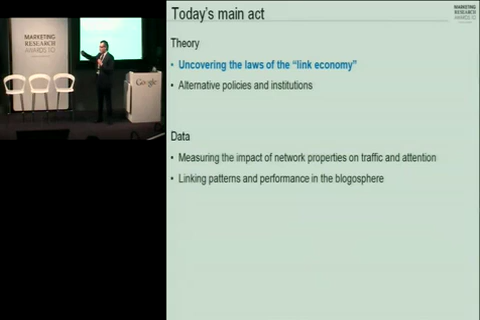 Today's main act
MARKETING
RESEARCH
AWARDS:10
Theory
• Uncovering the laws of the "link economy"
• Alternative policies and institutions
Data
• Measuring the impact of network properties on traffic and attention
• Linking patterns and performance in the blogosphere
MARKETING
RESEARCH
AWARDS:10
Google